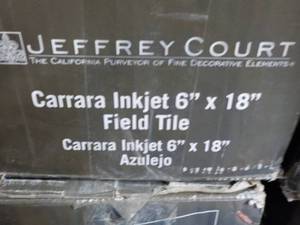 JEFFREY COURT
THE CALIFORNIA PURVEYOR OF FINE DECORATIVE ELEMENTS
Carrara Inkjet 6” x 18”
Field Tile
Carrara Inkjet 6” x 18”
Azulejo